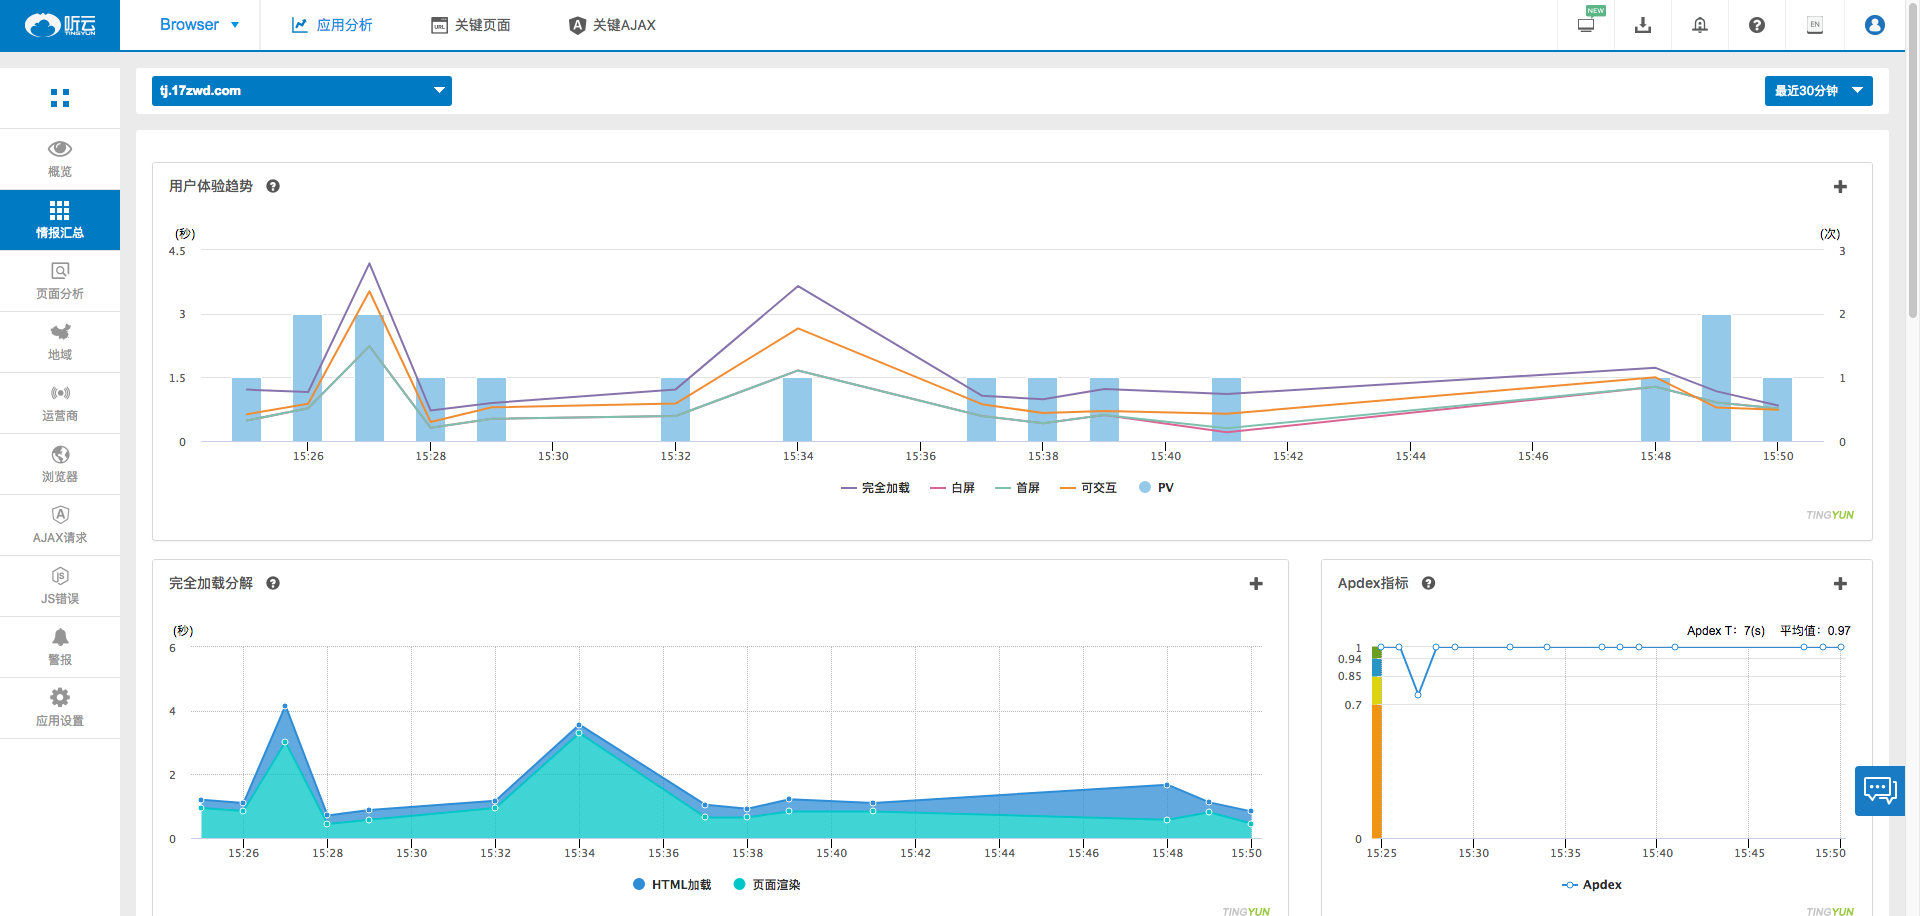 听云
TINGYUN
Browser
应用分析
关键页面
关键AJAX
NEW
EN
tj.17zwd.com
最近30分钟
概览
情报汇总
页面分析
地域
运营商
浏览器
AJAX请求
JS错误
警报
应用设置
用户体验趋势
(秒)
(次)
4.5
3
1.5
0
3
2
1
0
15:26
15:28
15:30
15:32
15:34
15:36
15:38
15:40
15:42
15:44
15:46
15:48
15:50
完全加载
白屏
首屏
可交互
PV
TINGYUN
完全加载分解
(秒)
6
4
2
0
15:26
15:28
15:30
15:32
15:34
15:36
15:38
15:40
15:42
15:44
15:46
15:48
15:50
HTML加载
页面渲染
TINGYUN
Apdex指标
Apdex T：7(s) 平均值：0.97
1
0.94
0.85
0.7
0
15:25
15:30
15:35
15:40
15:45
15:50
Apdex
TINGYUN